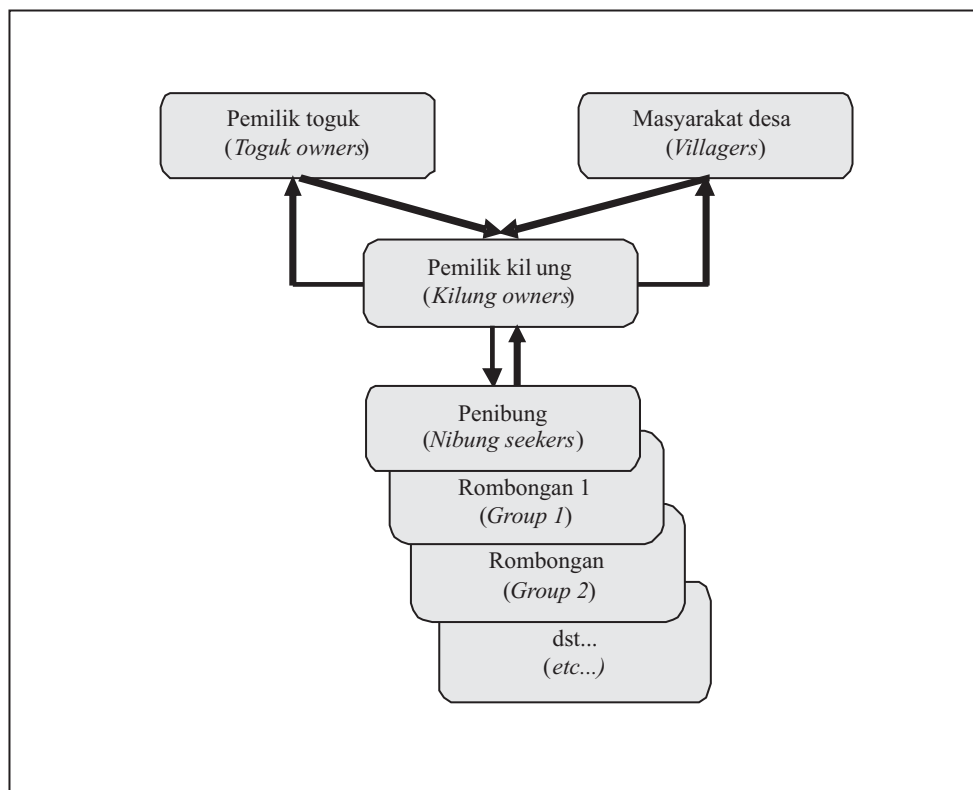 Pemilik toguk
(Toguk owners)
Masyarakat desa
(Villagers)
Pemilik kil ung
(Kilung owners)
Penibung
(Nibung seekers)
Rombongan 1
(Group 1)
Rombongan
(Group 2)
dst...
(etc...)